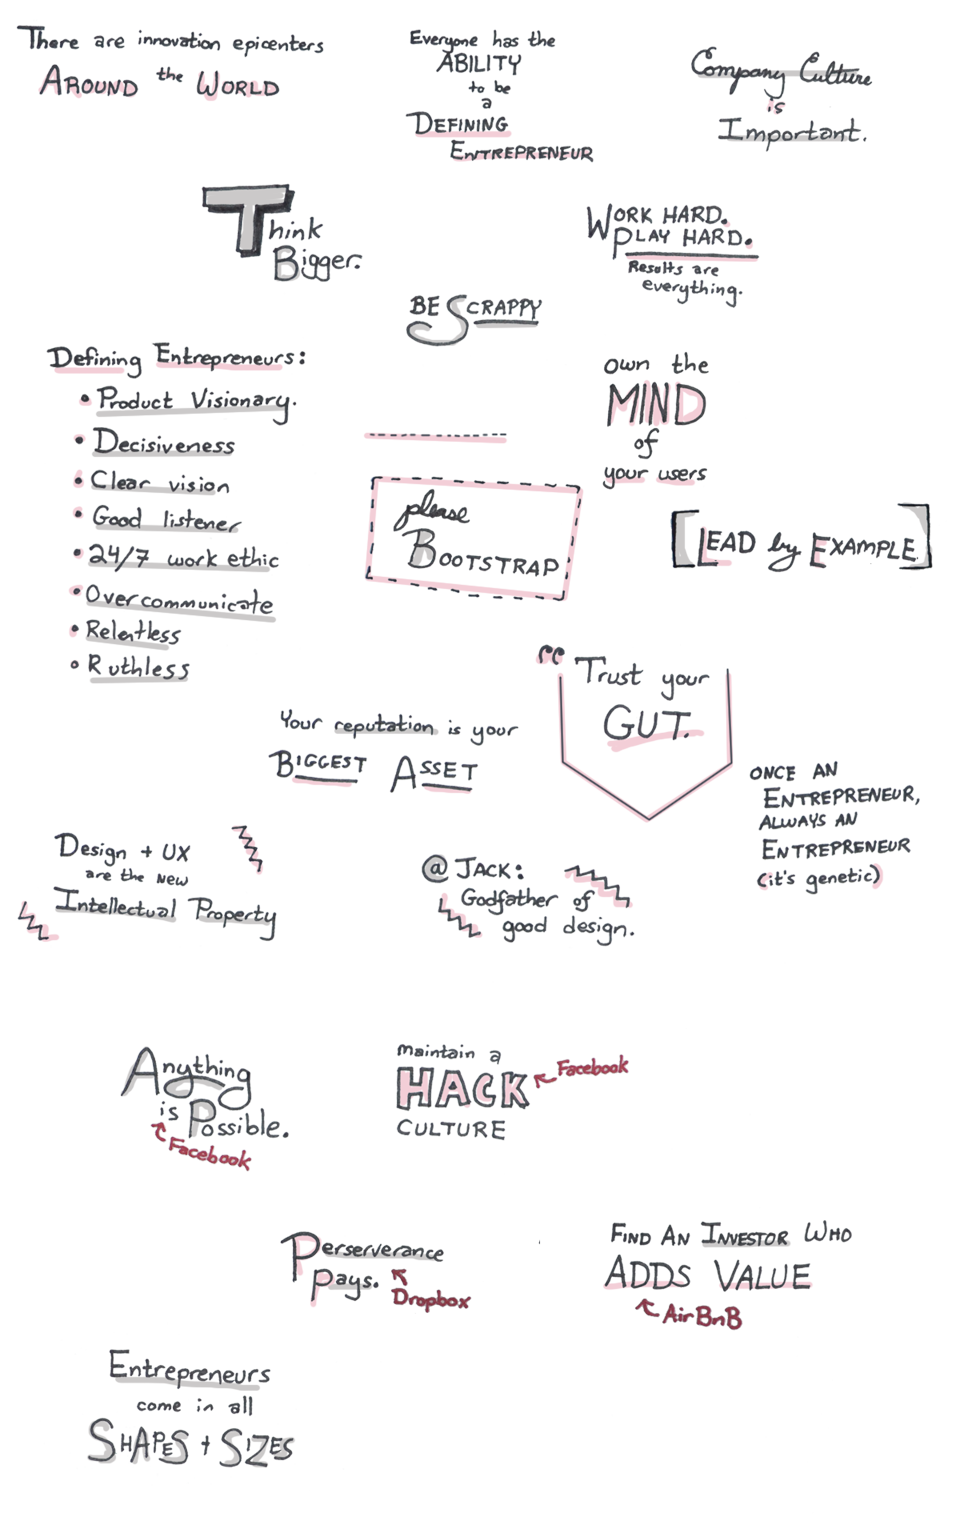 There are innovation epicenters
AROUND the WORLD
Everyone has the
ABILITY
to be
a
DEFINING
ENTREPRENEUR
Company Culture
is
Important.
Think
Bigger.
WORK HARD.
PLAY HARD.
Results are
everything.
BE SCRAPPY
Defining Entrepreneurs:
• Product Visionary.
• Decisiveness
• Clear vision
• Good listener
• 24/7 work ethic
• Overcommunicate
• Relentless
• Ruthless
own the
MIND
of
your users
please
BOOTSTRAP
[LEAD by EXAMPLE]
“ Trust your
GUT.
Your reputation is your
BIGGEST ASSET
ONCE AN
ENTREPRENEUR,
ALWAYS AN
ENTREPRENEUR
(it's genetic)
Design + UX
are the new
Intellectual Property
@JACK:
Godfather of
good design.
Anything
is Possible.
Facebook
maintain a
HACK
CULTURE
Facebook
Perserverance
pays.
Dropbox
FIND AN INVESTOR WHO
ADDS VALUE
AirBnB
Entrepreneurs
come in all
SHAPES + SIZES